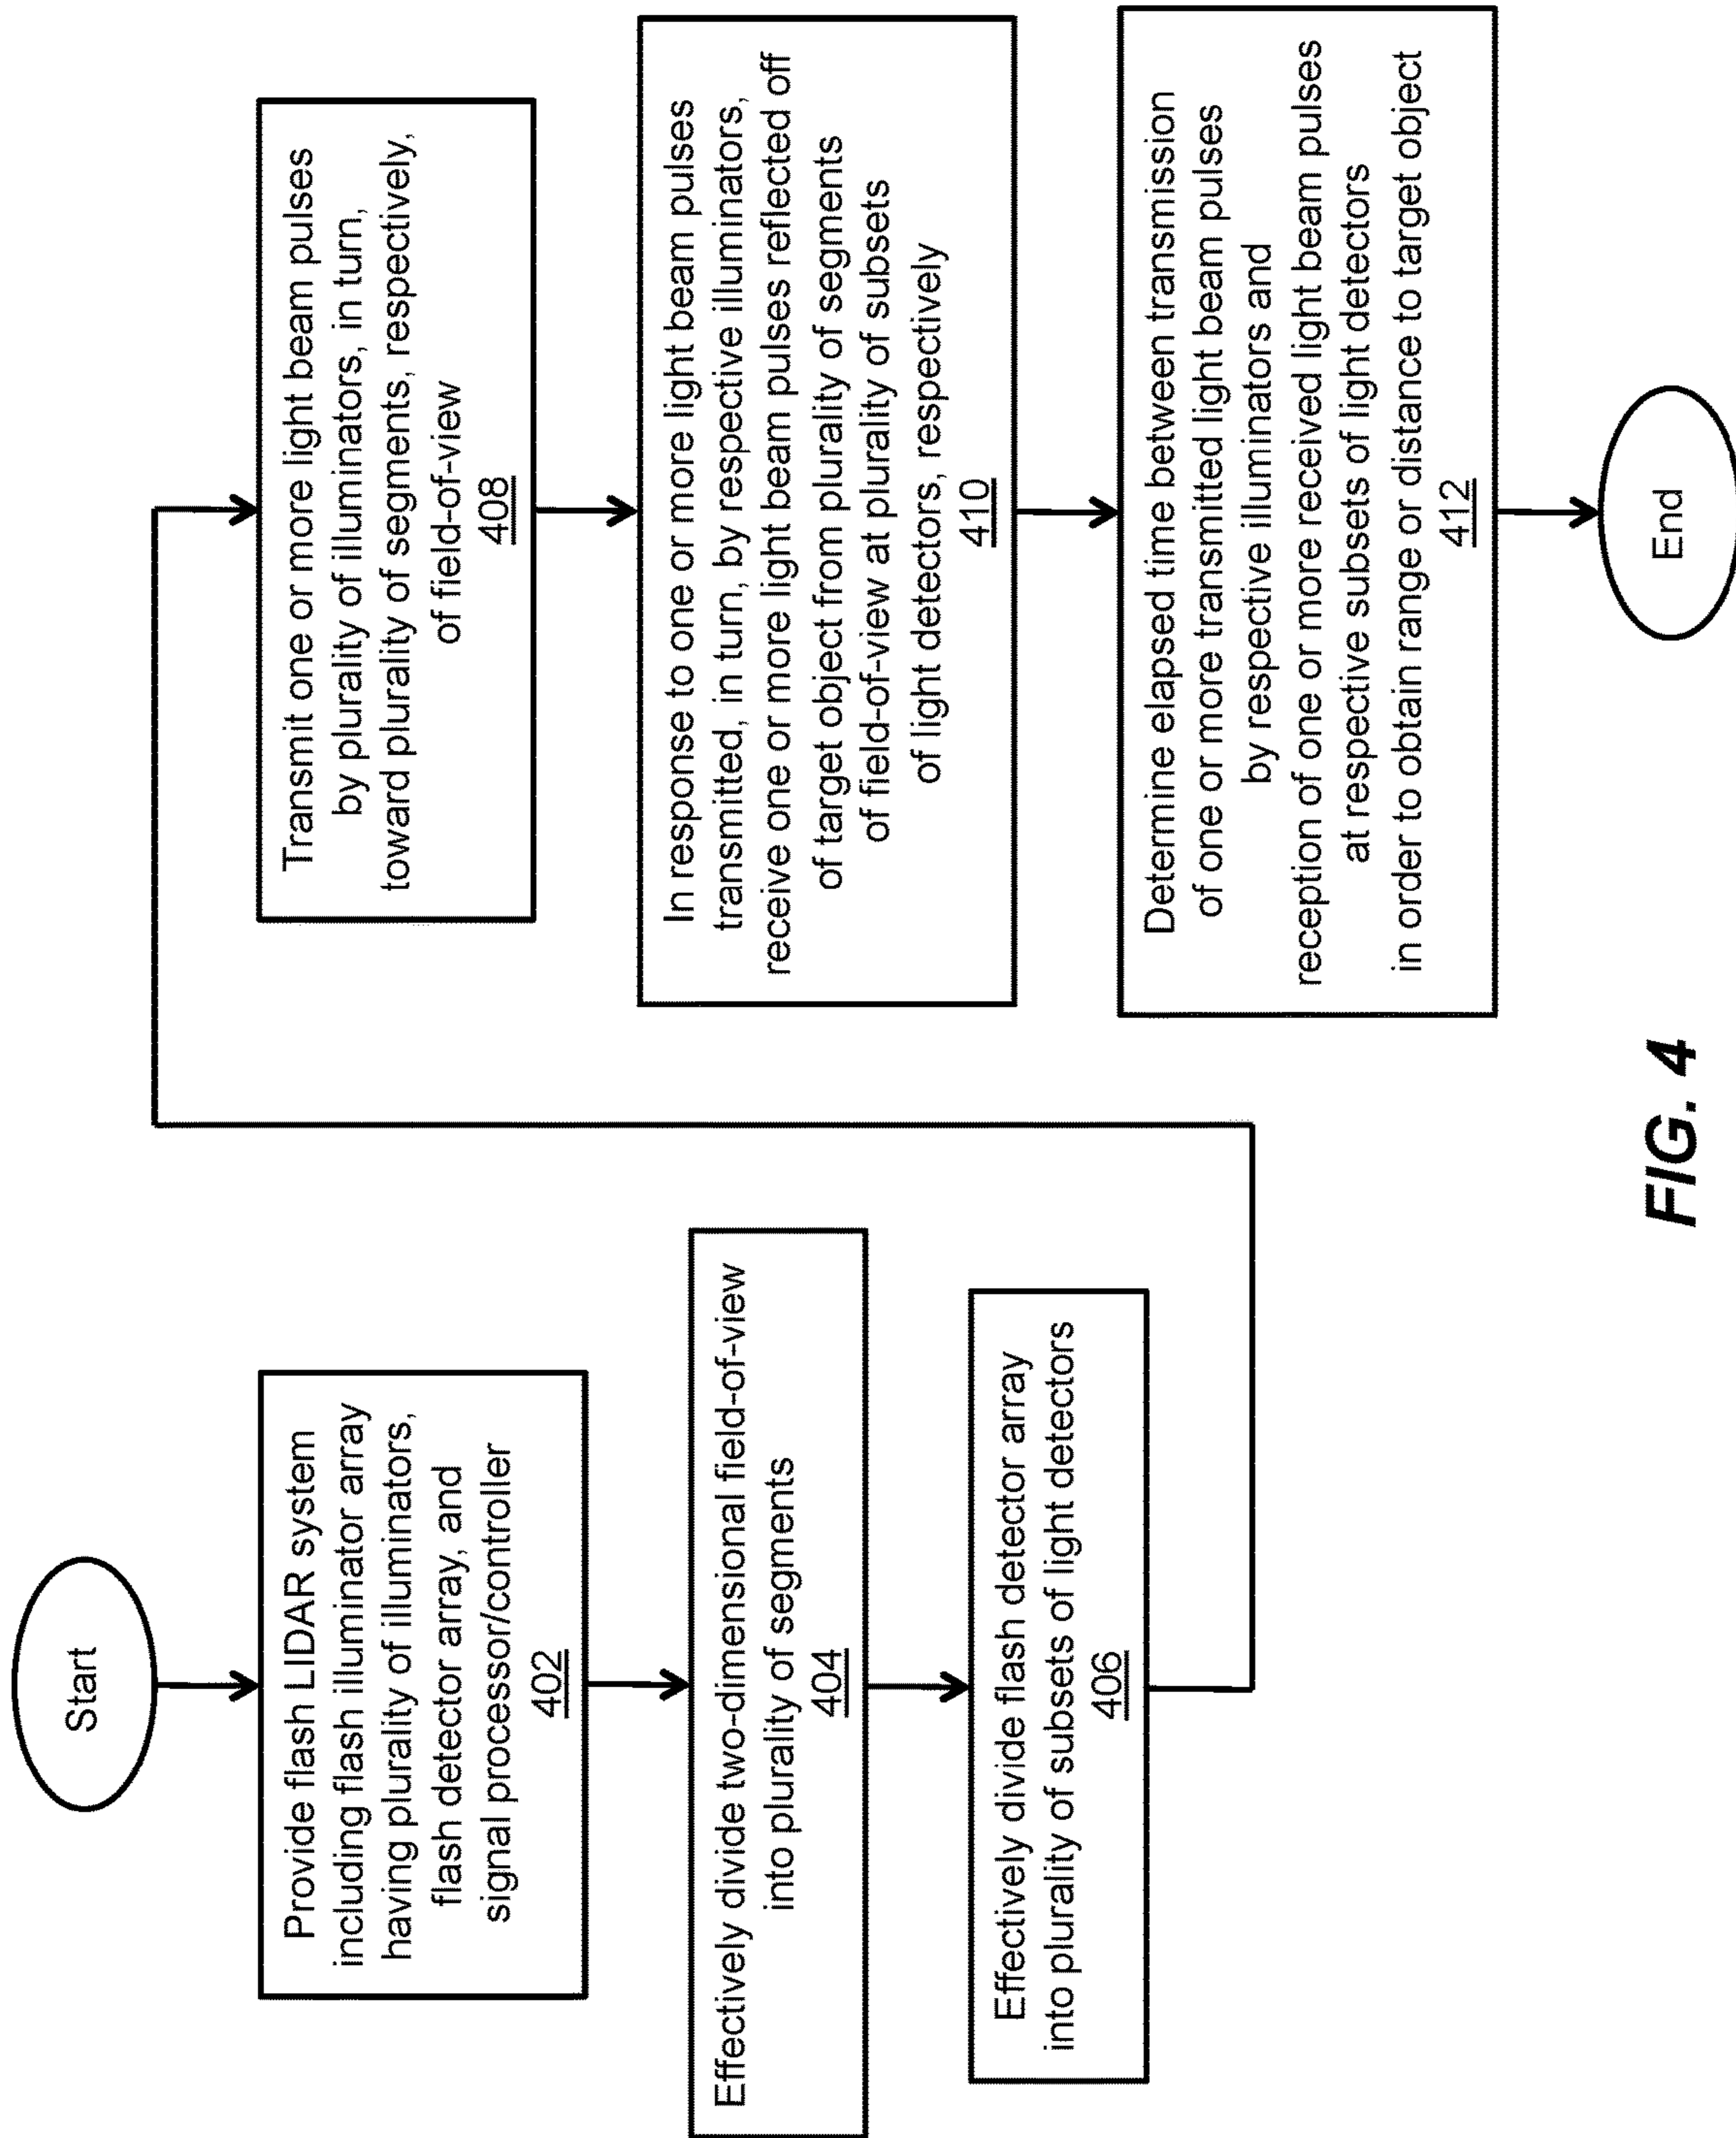 Start
Provide flash LIDAR system
including flash illuminator array
having plurality of illuminators,
flash detector array, and
signal processor/controller
402
Effectively divide two-dimensional field-of-view
into plurality of segments
404
Effectively divide flash detector array
into plurality of subsets of light detectors
406
Transmit one or more light beam pulses
by plurality of illuminators, in turn,
toward plurality of segments, respectively,
of field-of-view
408
In response to one or more light beam pulses
transmitted, in turn, by respective illuminators,
receive one or more light beam pulses reflected off
of target object from plurality of segments
of field-of-view at plurality of subsets
of light detectors, respectively
410
Determine elapsed time between transmission
of one or more transmitted light beam pulses
by respective illuminators and
reception of one or more received light beam pulses
at respective subsets of light detectors
in order to obtain range or distance to target object
412
End
FIG. 4